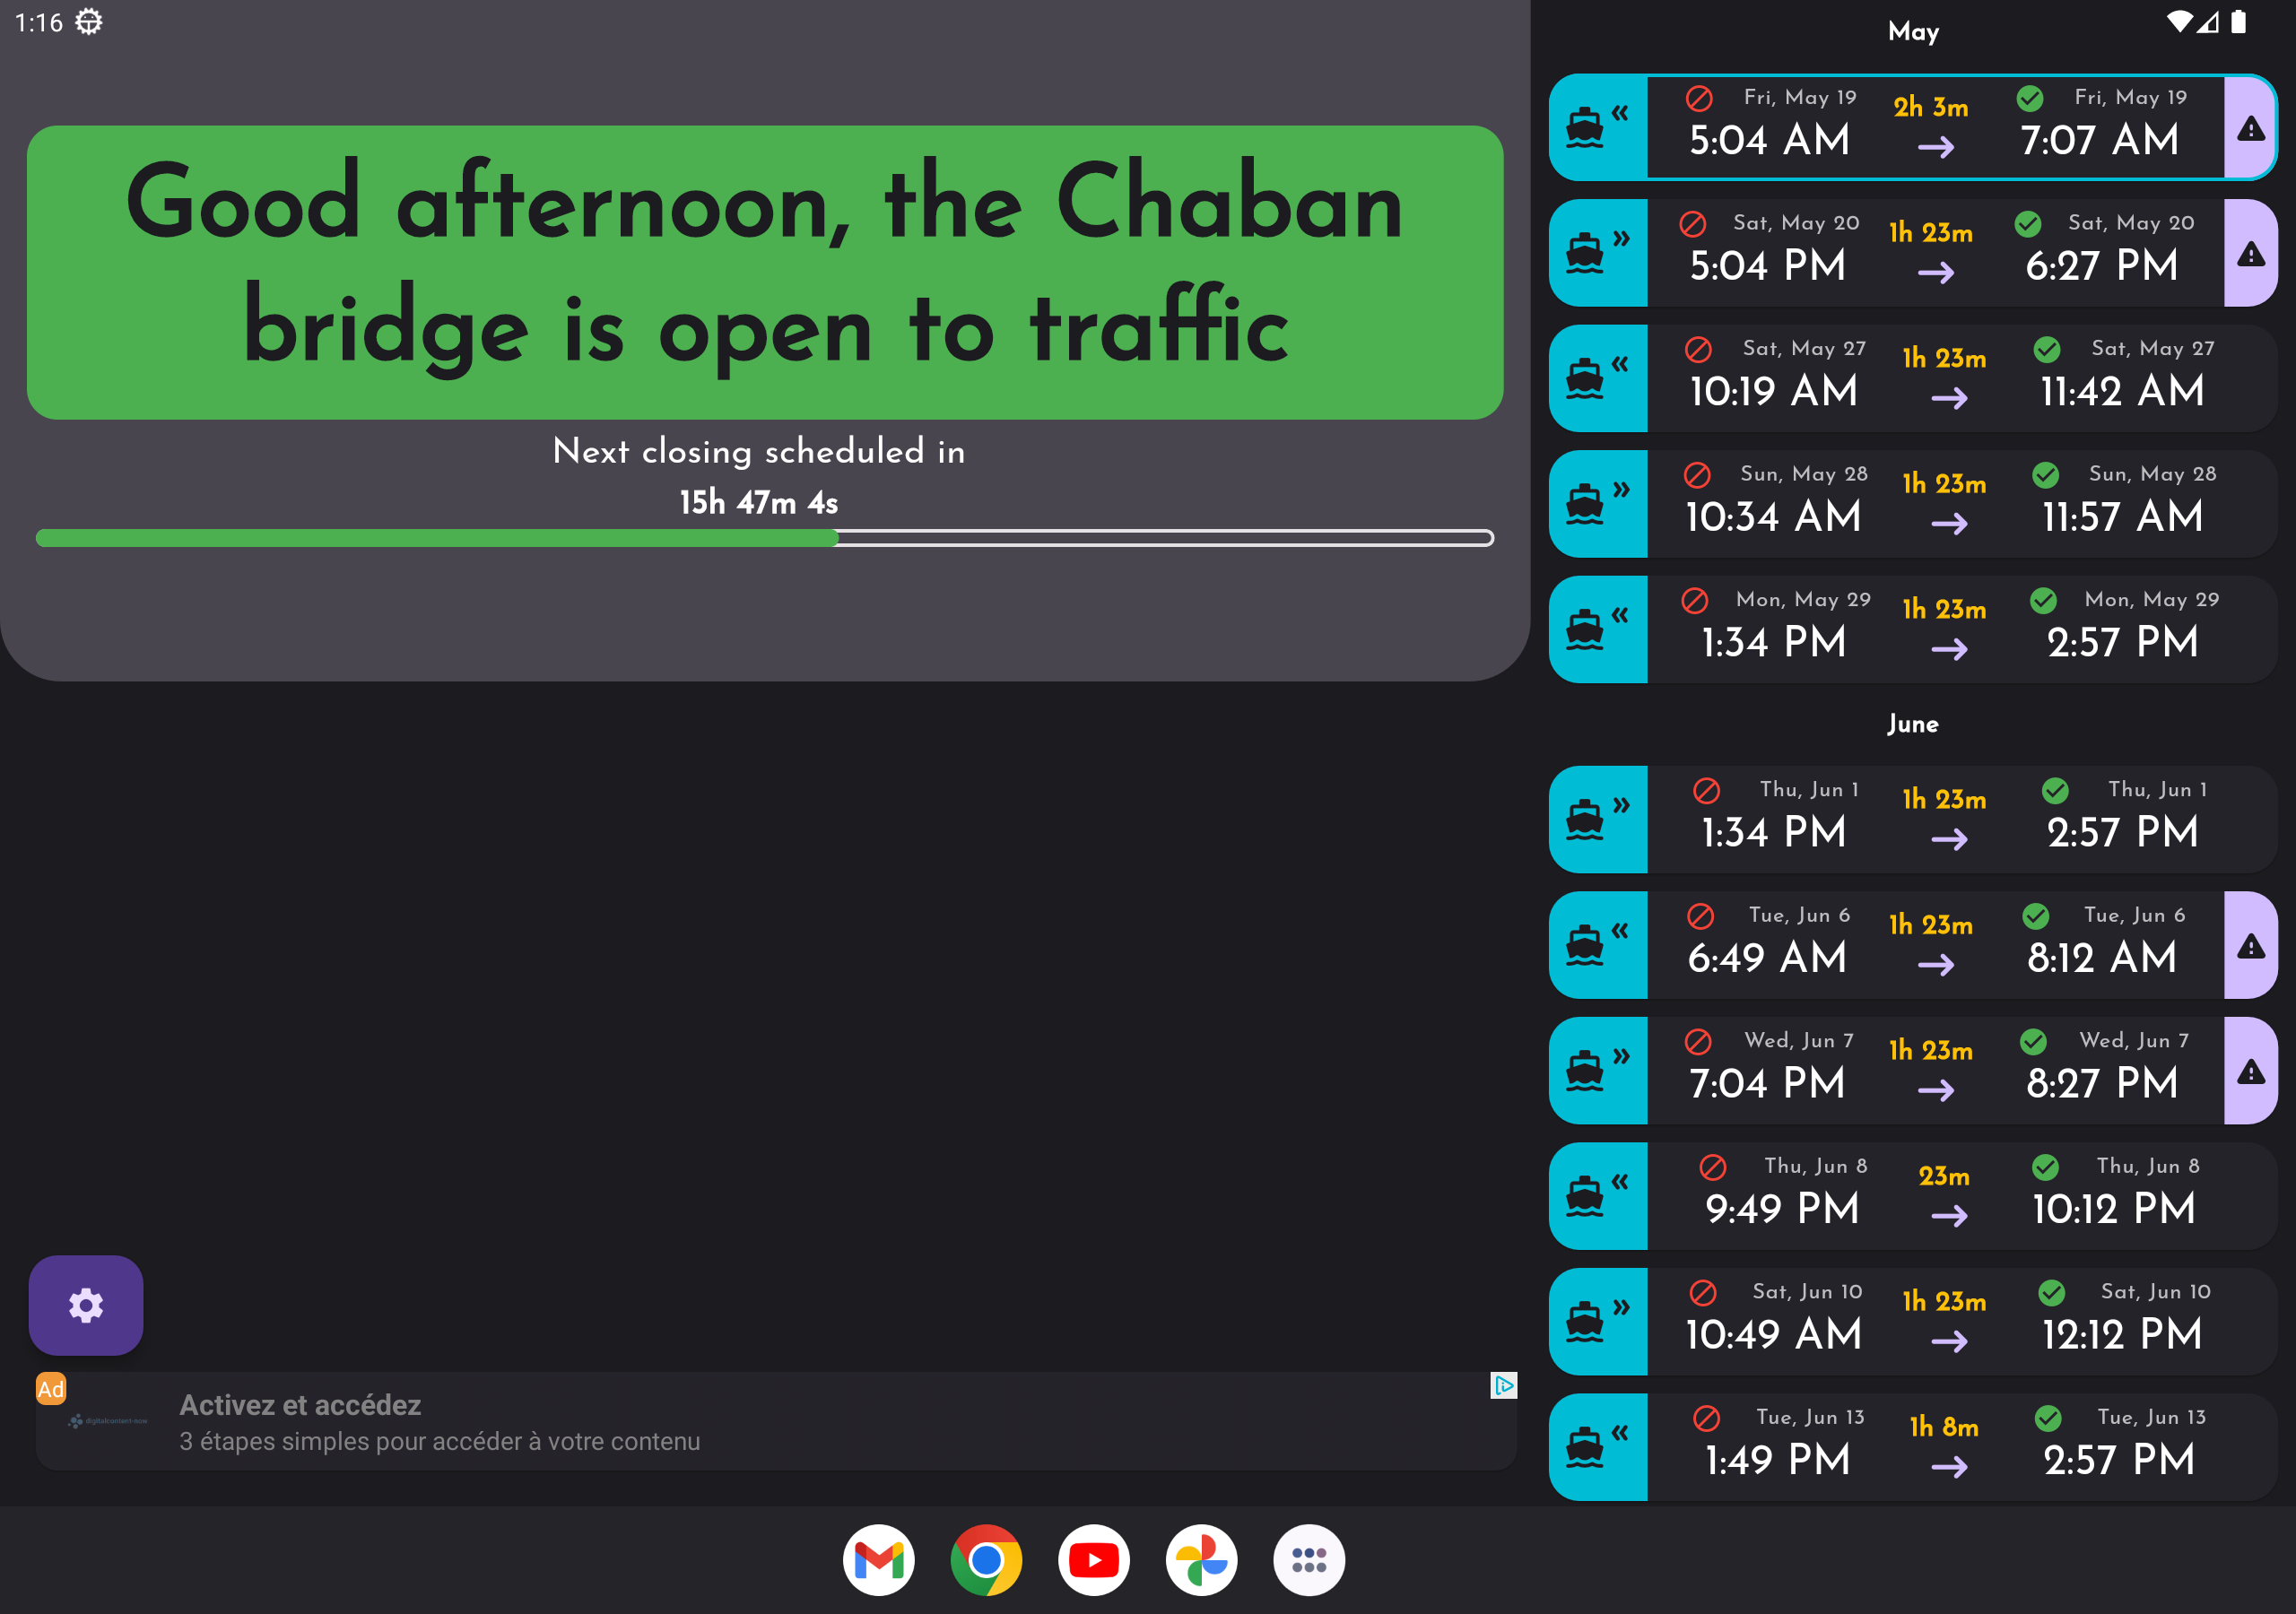 1:16
Good afternoon, the Chaban
bridge is open to traffic
Next closing scheduled in
15h 47m 4s
Ad
Activez et accédez
digitalcontent-now
3 étapes simples pour accéder à votre contenu
May
Fri, May 19 2h 3m Fri, May 19
5:04 AM 7:07 AM
Sat, May 20 1h 23m Sat, May 20
5:04 PM 6:27 PM
Sat, May 27 1h 23m Sat, May 27
10:19 AM 11:42 AM
Sun, May 28 1h 23m Sun, May 28
10:34 AM 11:57 AM
Mon, May 29 1h 23m Mon, May 29
1:34 PM 2:57 PM
June
Thu, Jun 1 1h 23m Thu, Jun 1
1:34 PM 2:57 PM
Tue, Jun 6 1h 23m Tue, Jun 6
6:49 AM 8:12 AM
Wed, Jun 7 1h 23m Wed, Jun 7
7:04 PM 8:27 PM
Thu, Jun 8 23m Thu, Jun 8
9:49 PM 10:12 PM
Sat, Jun 10 1h 23m Sat, Jun 10
10:49 AM 12:12 PM
Tue, Jun 13 1h 8m Tue, Jun 13
1:49 PM 2:57 PM